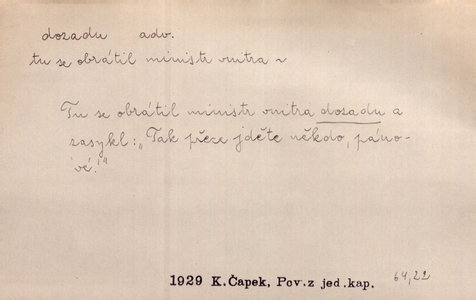 dozadu adv.
tu se obrátil ministr vnitra ~
Tu se obrátil ministr vnitra dozadu a
zasykl: „Tak přece jděte někdo, páno-
vé!"
1929 K.Čapek, Pov.z jed.kap. 64,22